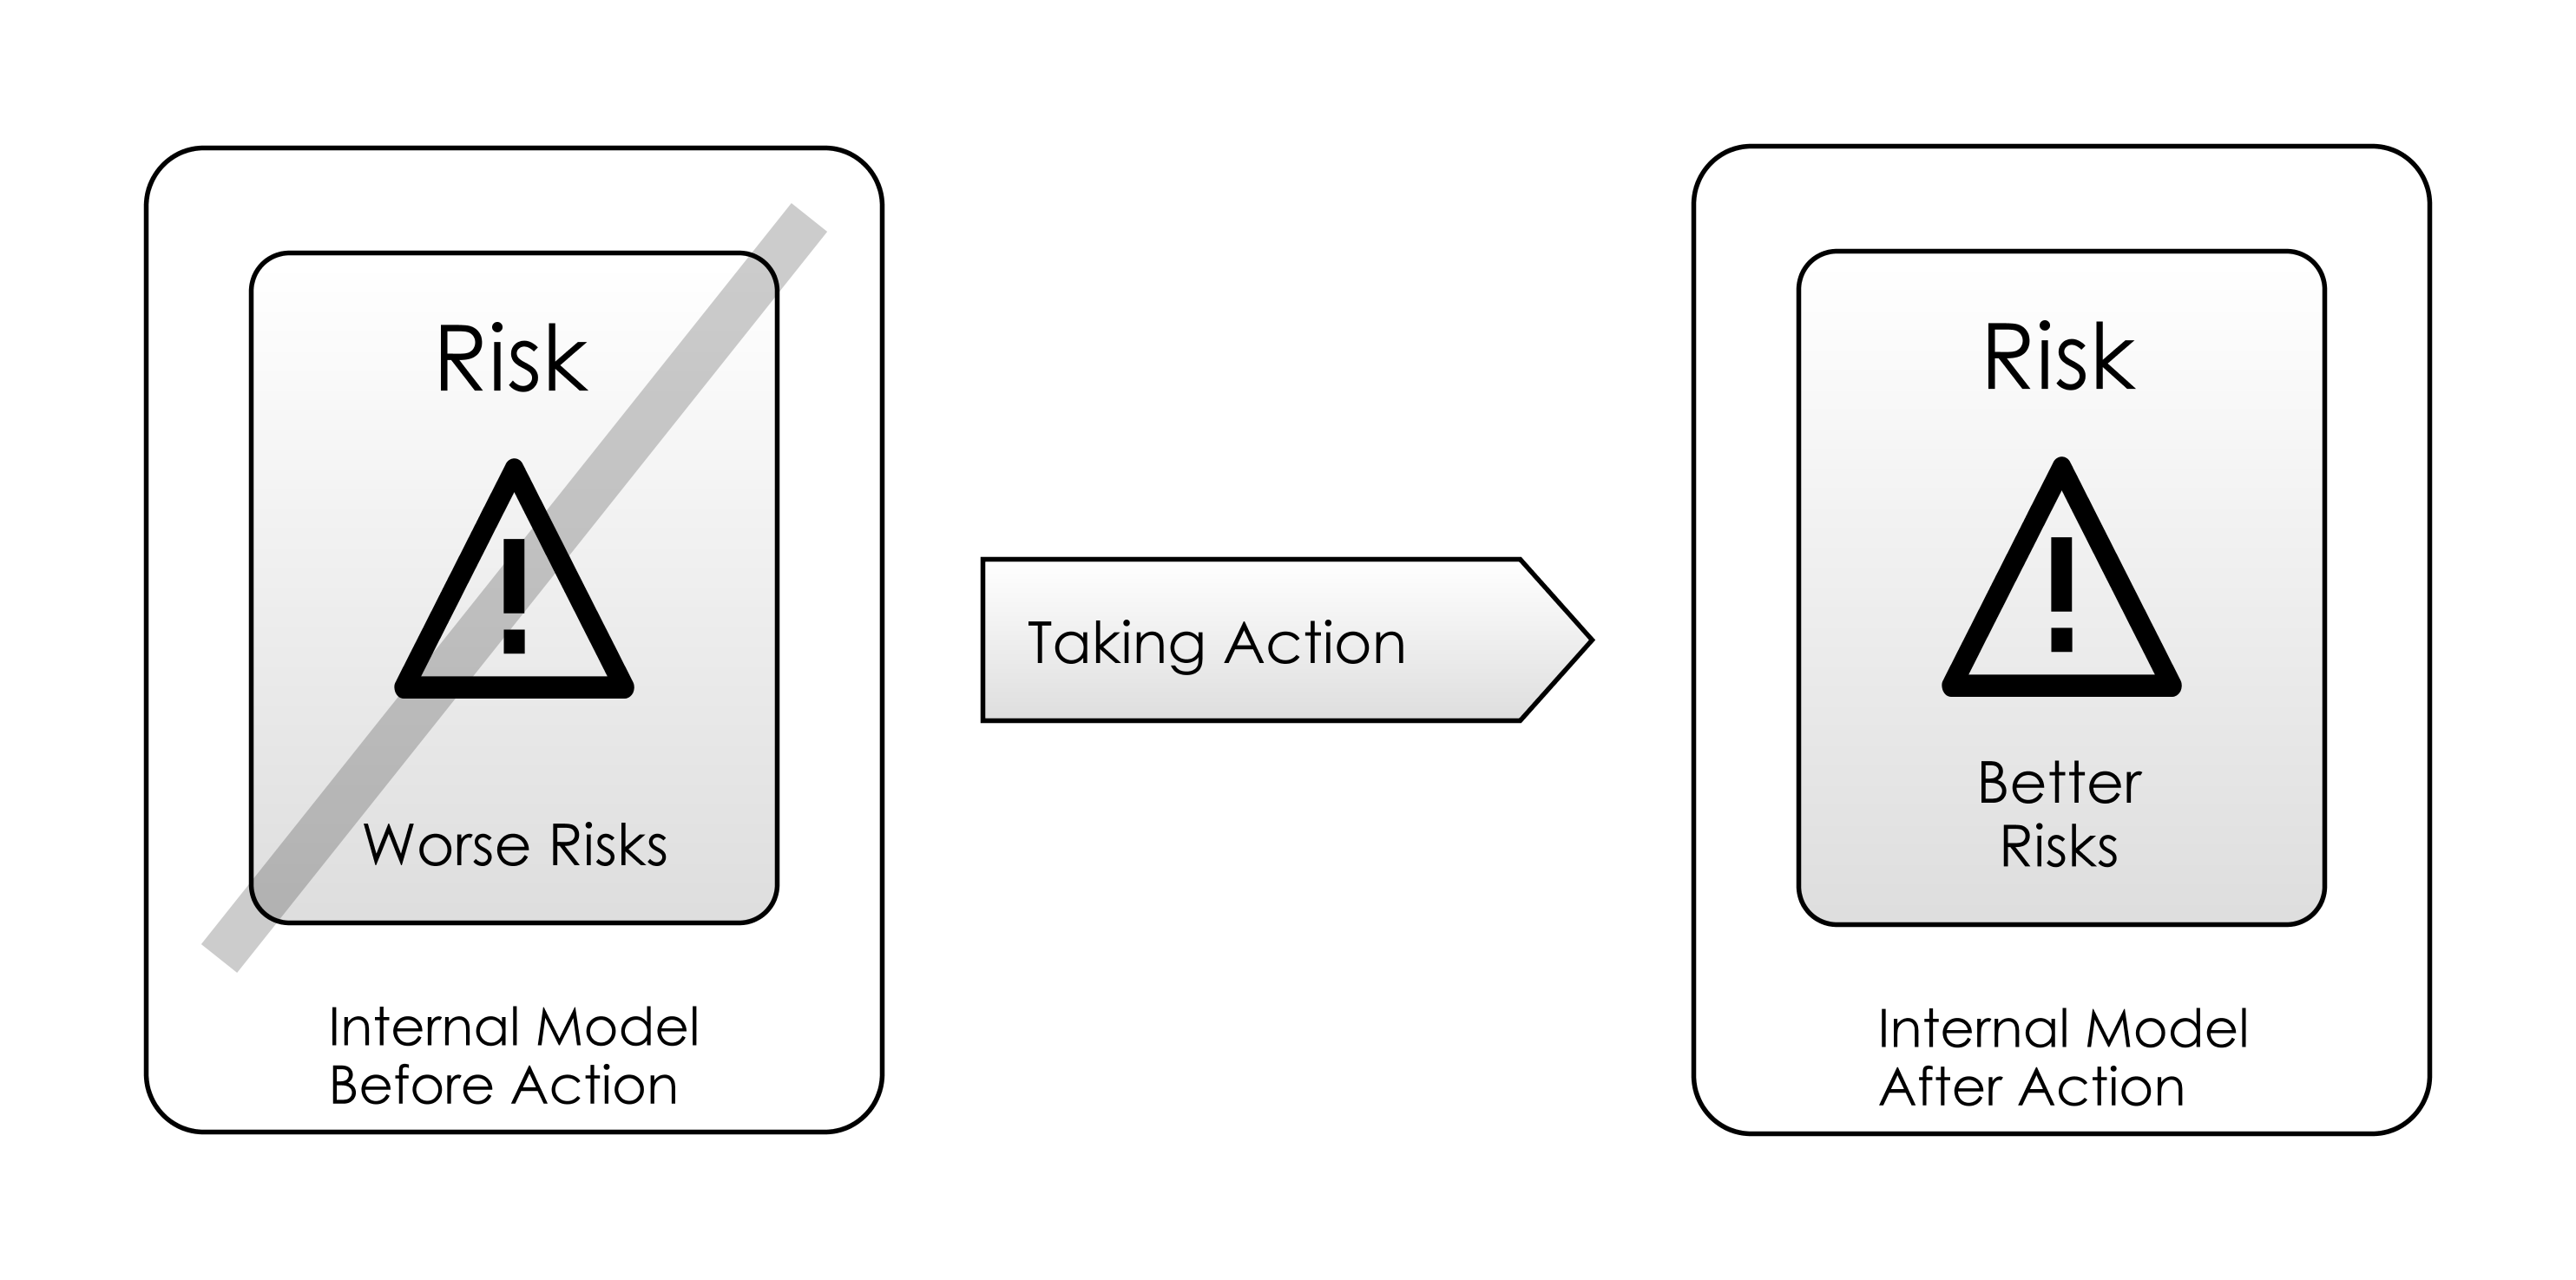 Risk
!
Worse Risks
Internal Model
Before Action
Taking Action
Risk
!
Better
Risks
Internal Model
After Action